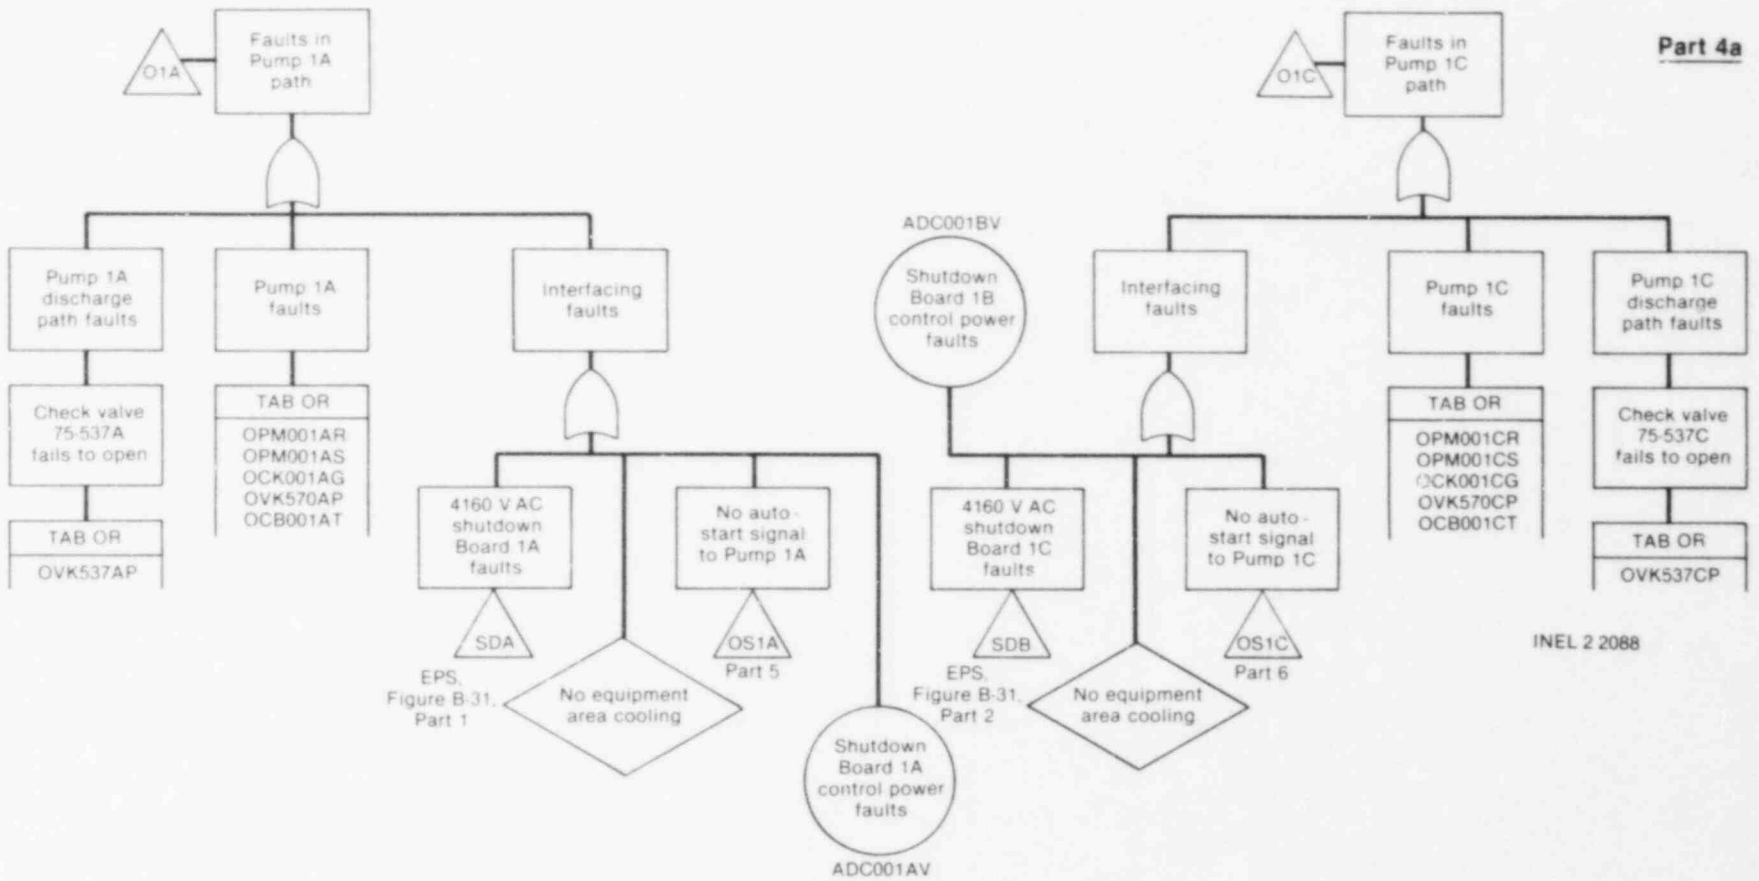 Part 4a
O1A
Faults in
Pump 1A
path
Pump 1A
discharge
path faults
Pump 1A
faults
Interfacing
faults
Check valve
75-537A
fails to open
TAB OR
OVK537AP
TAB OR
OPM001AR
OPM001AS
OCK001AG
OVK570AP
OCB001AT
4160 V AC
shutdown
Board 1A
faults
SDA
EPS,
Figure B-31,
Part 1
No equipment
area cooling
No auto-
start signal
to Pump 1A
OS1A
Part 5
Shutdown
Board 1A
control power
faults
ADC001AV
O1C
Faults in
Pump 1C
path
ADC001BV
Shutdown
Board 1B
control power
faults
Interfacing
faults
Pump 1C
faults
Pump 1C
discharge
path faults
4160 V AC
shutdown
Board 1C
faults
SDB
EPS,
Figure B-31,
Part 2
No equipment
area cooling
No auto-
start signal
to Pump 1C
OS1C
Part 6
TAB OR
OPM001CR
OPM001CS
OCK001CG
OVK570CP
OCB001CT
Check valve
75-537C
fails to open
TAB OR
OVK537CP
INEL 2 2088